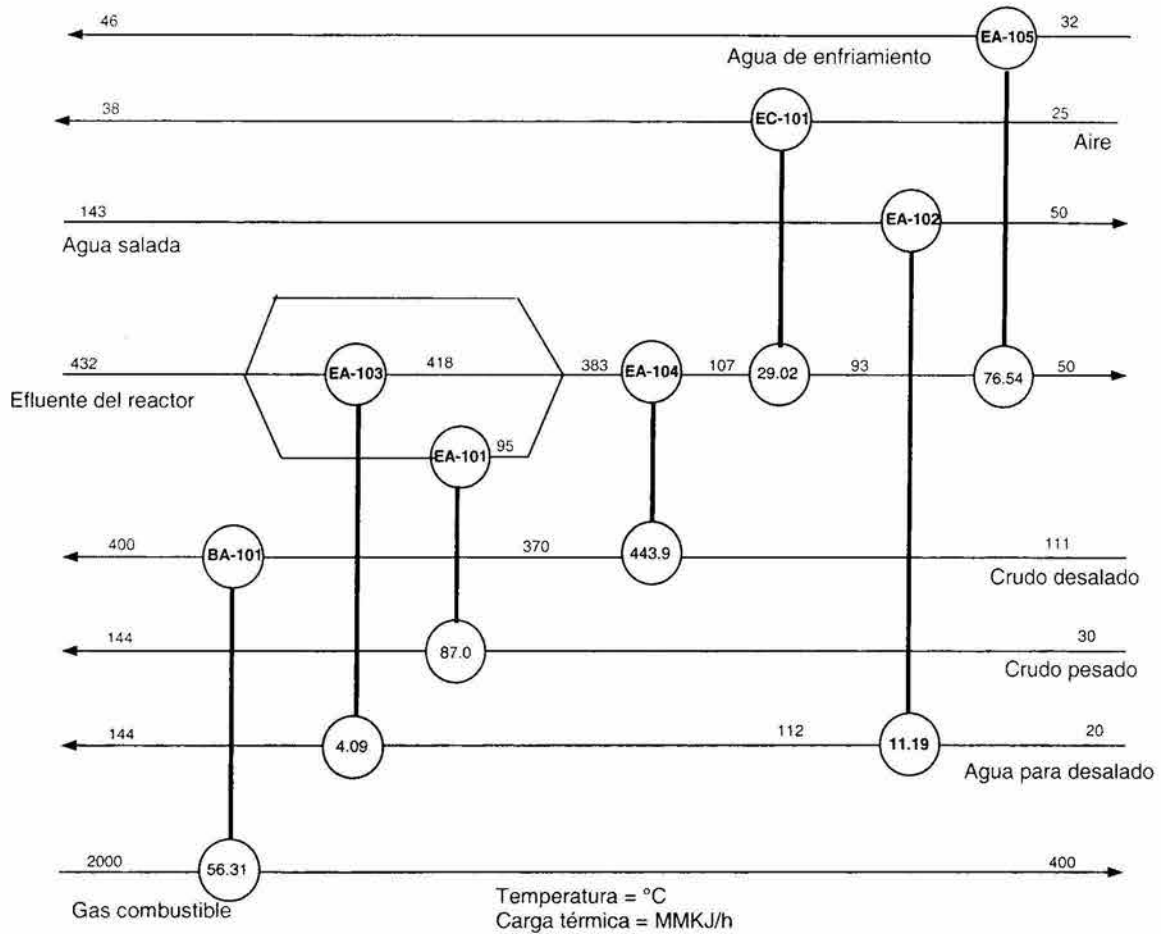 46
EA-105
32
Agua de enfriamiento
38
EC-101
25
Aire
143
EA-102
50
Agua salada
432
EA-103
418
383
EA-104
107
29.02
93
76.54
50
Efluente del reactor
EA-101
95
400
BA-101
370
443.9
111
Crudo desalado
144
87.0
30
Crudo pesado
144
4.09
112
11.19
20
Agua para desalado
2000
56.31
400
Gas combustible
Temperatura = °C
Carga térmica = MMKJ/h